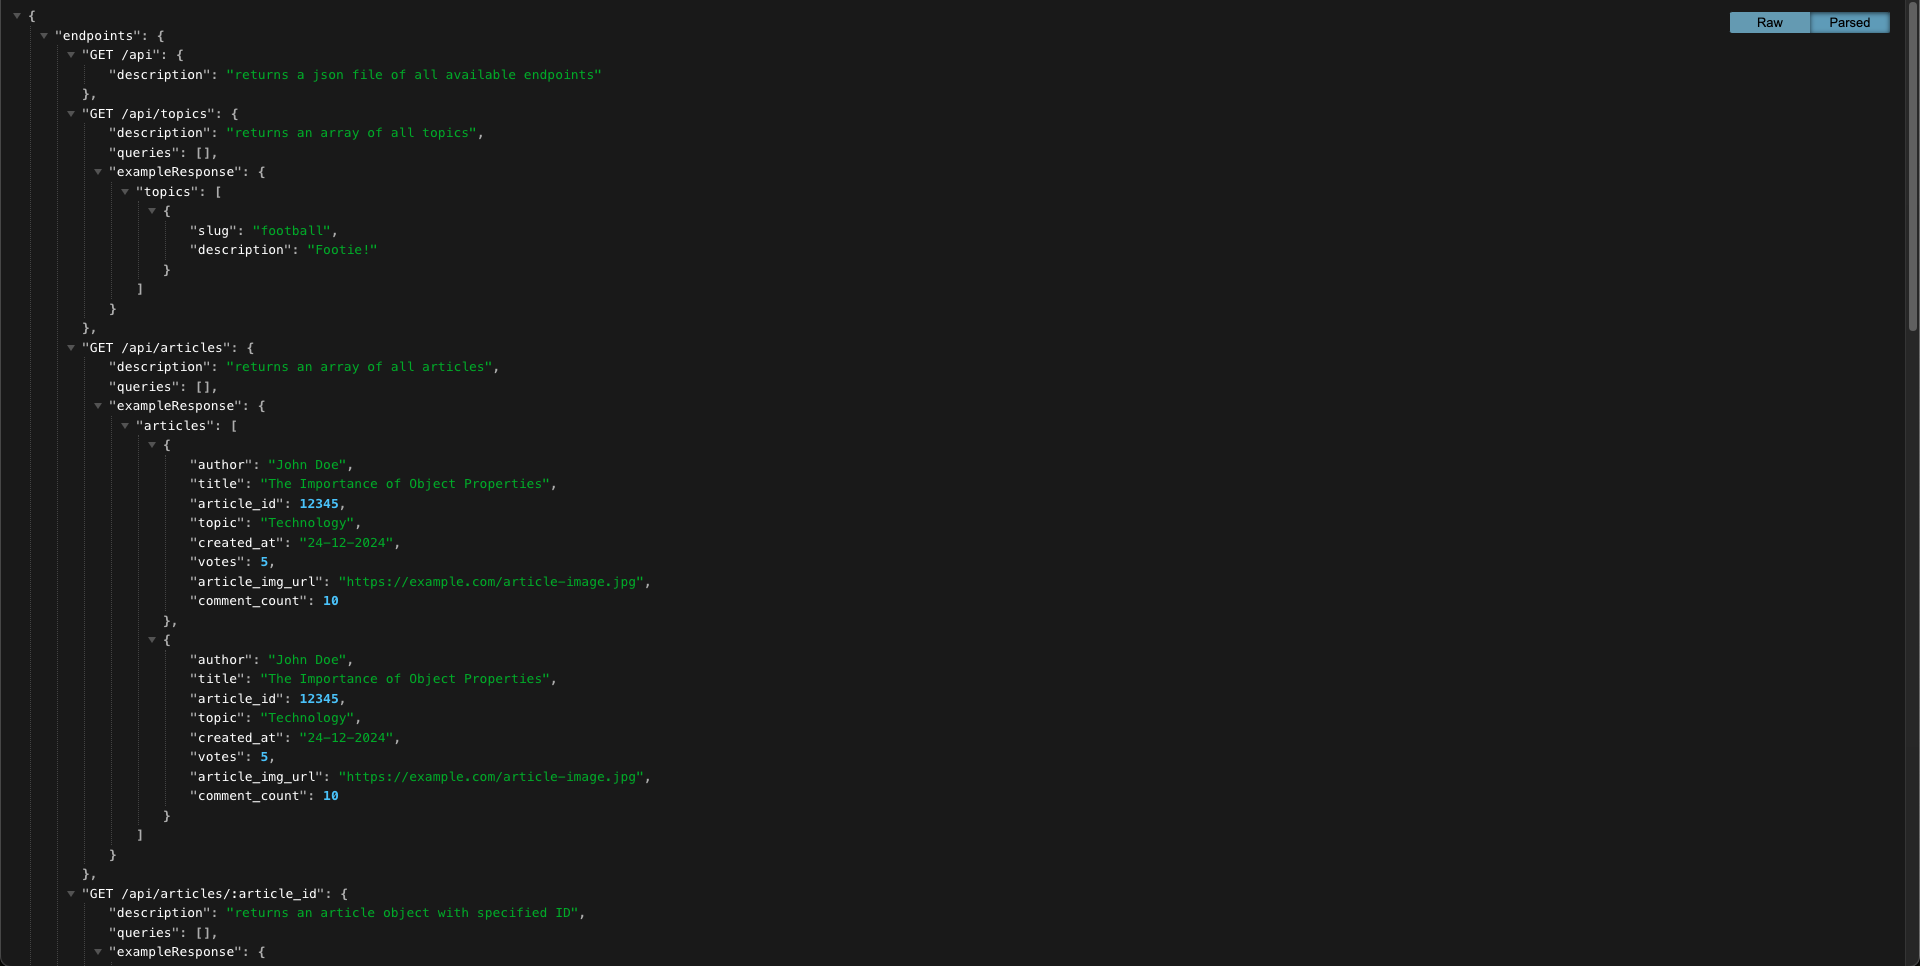 {
Raw Parsed
"endpoints": {
"GET /api": {
"description": "returns a json file of all available endpoints"
},
"GET /api/topics": {
"description": "returns an array of all topics",
"queries": [],
"exampleResponse": {
"topics": [
{
"slug": "football",
"description": "Footie!"
}
]
}
},
"GET /api/articles": {
"description": "returns an array of all articles",
"queries": [],
"exampleResponse": {
"articles": [
{
"author": "John Doe",
"title": "The Importance of Object Properties",
"article_id": 12345,
"topic": "Technology",
"created_at": "24-12-2024",
"votes": 5,
"article_img_url": "https://example.com/article-image.jpg",
"comment_count": 10
},
{
"author": "John Doe",
"title": "The Importance of Object Properties",
"article_id": 12345,
"topic": "Technology",
"created_at": "24-12-2024",
"votes": 5,
"article_img_url": "https://example.com/article-image.jpg",
"comment_count": 10
}
]
}
},
"GET /api/articles/:article_id": {
"description": "returns an article object with specified ID",
"queries": [],
"exampleResponse": {